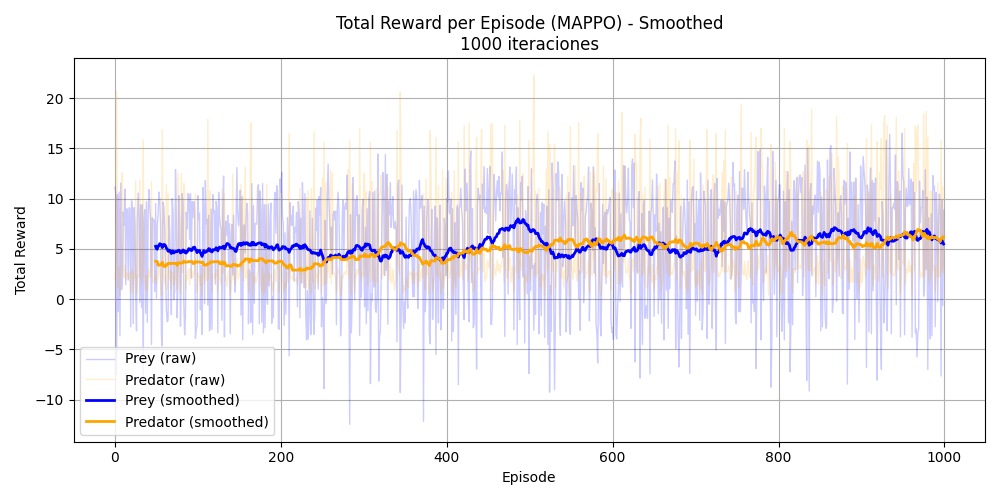 Total Reward per Episode (MAPPO) - Smoothed
1000 iteraciones
Total Reward
20
15
10
5
0
−5
−10
Prey (raw)
Predator (raw)
Prey (smoothed)
Predator (smoothed)
0 200 400 600 800 1000
Episode